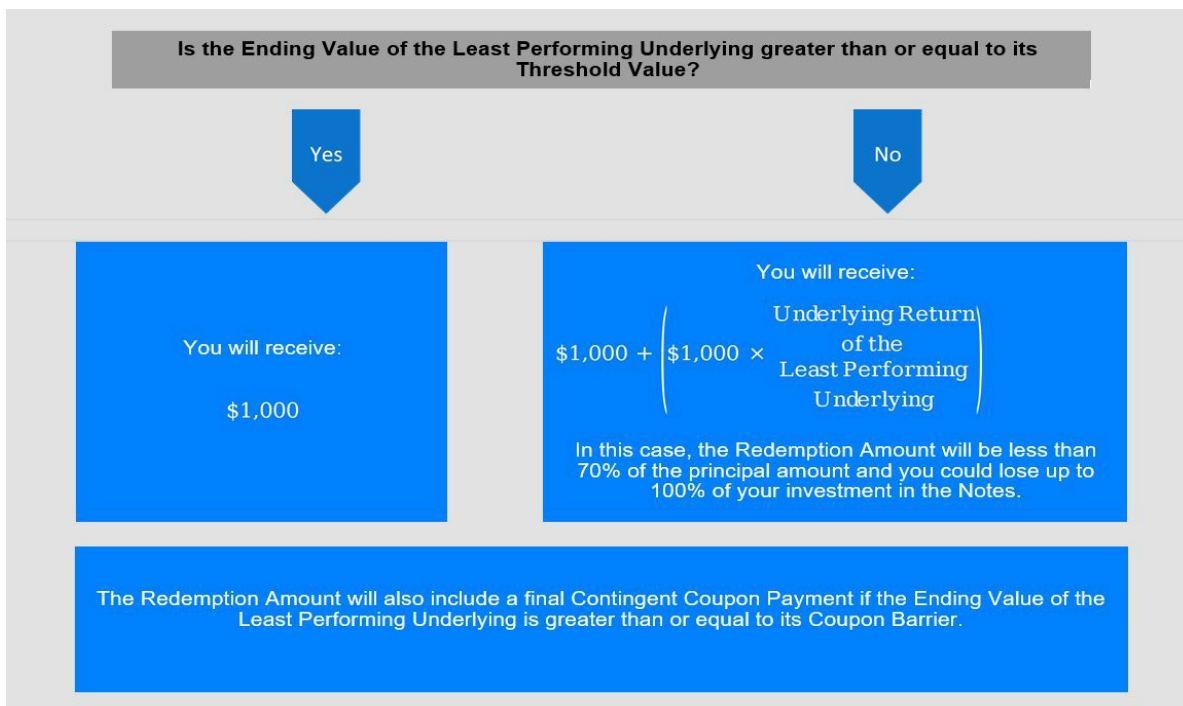 Is the Ending Value of the Least Performing Underlying greater than or equal to its
Threshold Value?
Yes
No
You will receive:
$1,000
You will receive:
$1,000 + ($1,000 × Underlying Return
of the
Least Performing
Underlying)
In this case, the Redemption Amount will be less than
70% of the principal amount and you could lose up to
100% of your investment in the Notes.
The Redemption Amount will also include a final Contingent Coupon Payment if the Ending Value of the
Least Performing Underlying is greater than or equal to its Coupon Barrier.